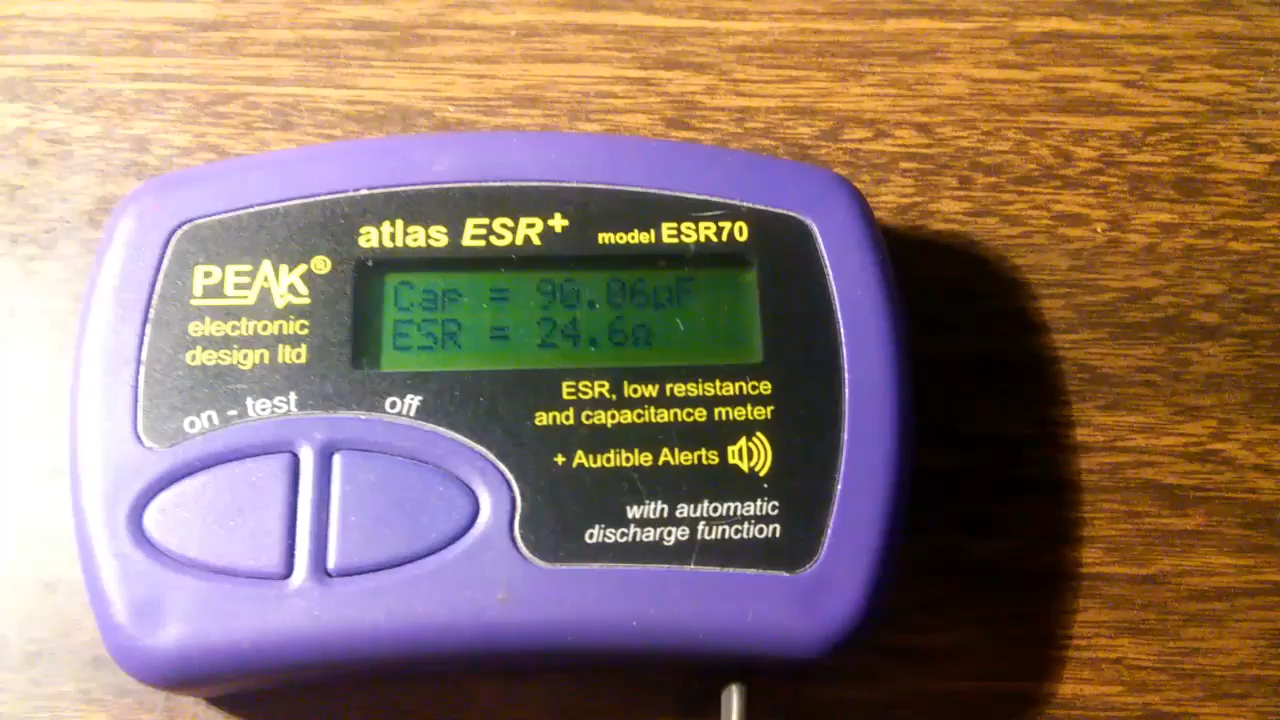 atlas ESR+ model ESR70
PEAK®
electronic
design ltd
Cap = 90.06µF
ESR = 24.6Ω
on - test off
ESR, low resistance
and capacitance meter
+ Audible Alerts
with automatic
discharge function